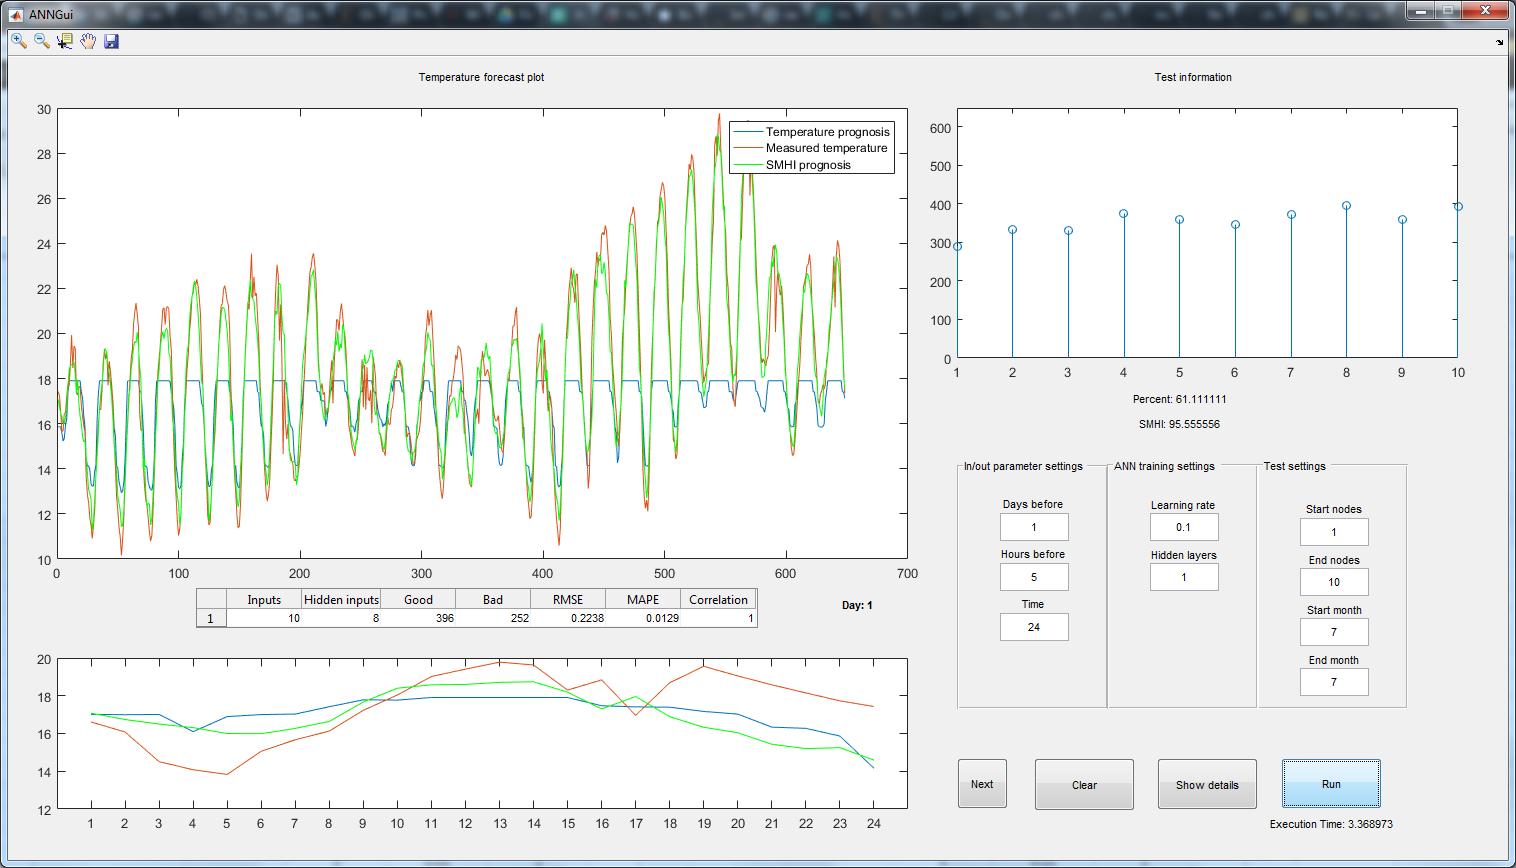 ANNGui
Temperature forecast plot
30
28
26
24
22
20
18
16
14
12
10
0 100 200 300 400 500 600 700
Temperature prognosis
Measured temperature
SMHI prognosis
Inputs Hidden inputs Good Bad RMSE MAPE Correlation
1 10 8 396 252 0.2238 0.0129 1
Day: 1
20
18
16
14
12
1 2 3 4 5 6 7 8 9 10 11 12 13 14 15 16 17 18 19 20 21 22 23 24
Test information
600
500
400
300
200
100
0
1 2 3 4 5 6 7 8 9 10
Percent: 61.111111
SMHI: 95.555556
In/out parameter settings
Days before
1
Hours before
5
Time
24
ANN training settings
Learning rate
0.1
Hidden layers
1
Test settings
Start nodes
1
End nodes
10
Start month
7
End month
7
Next Clear Show details Run
Execution Time: 3.368973